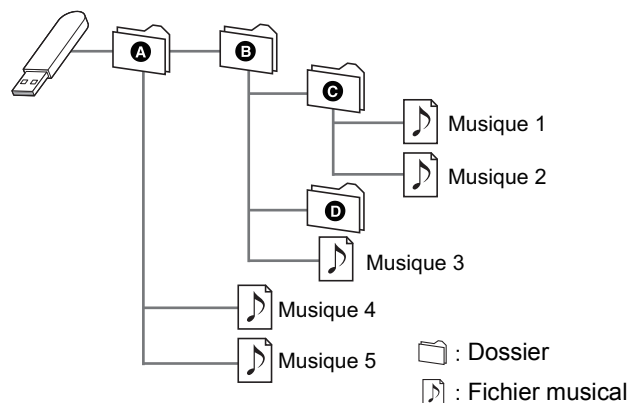 A
B
C
Musique 1
Musique 2
D
Musique 3
Musique 4
Musique 5
: Dossier
: Fichier musical